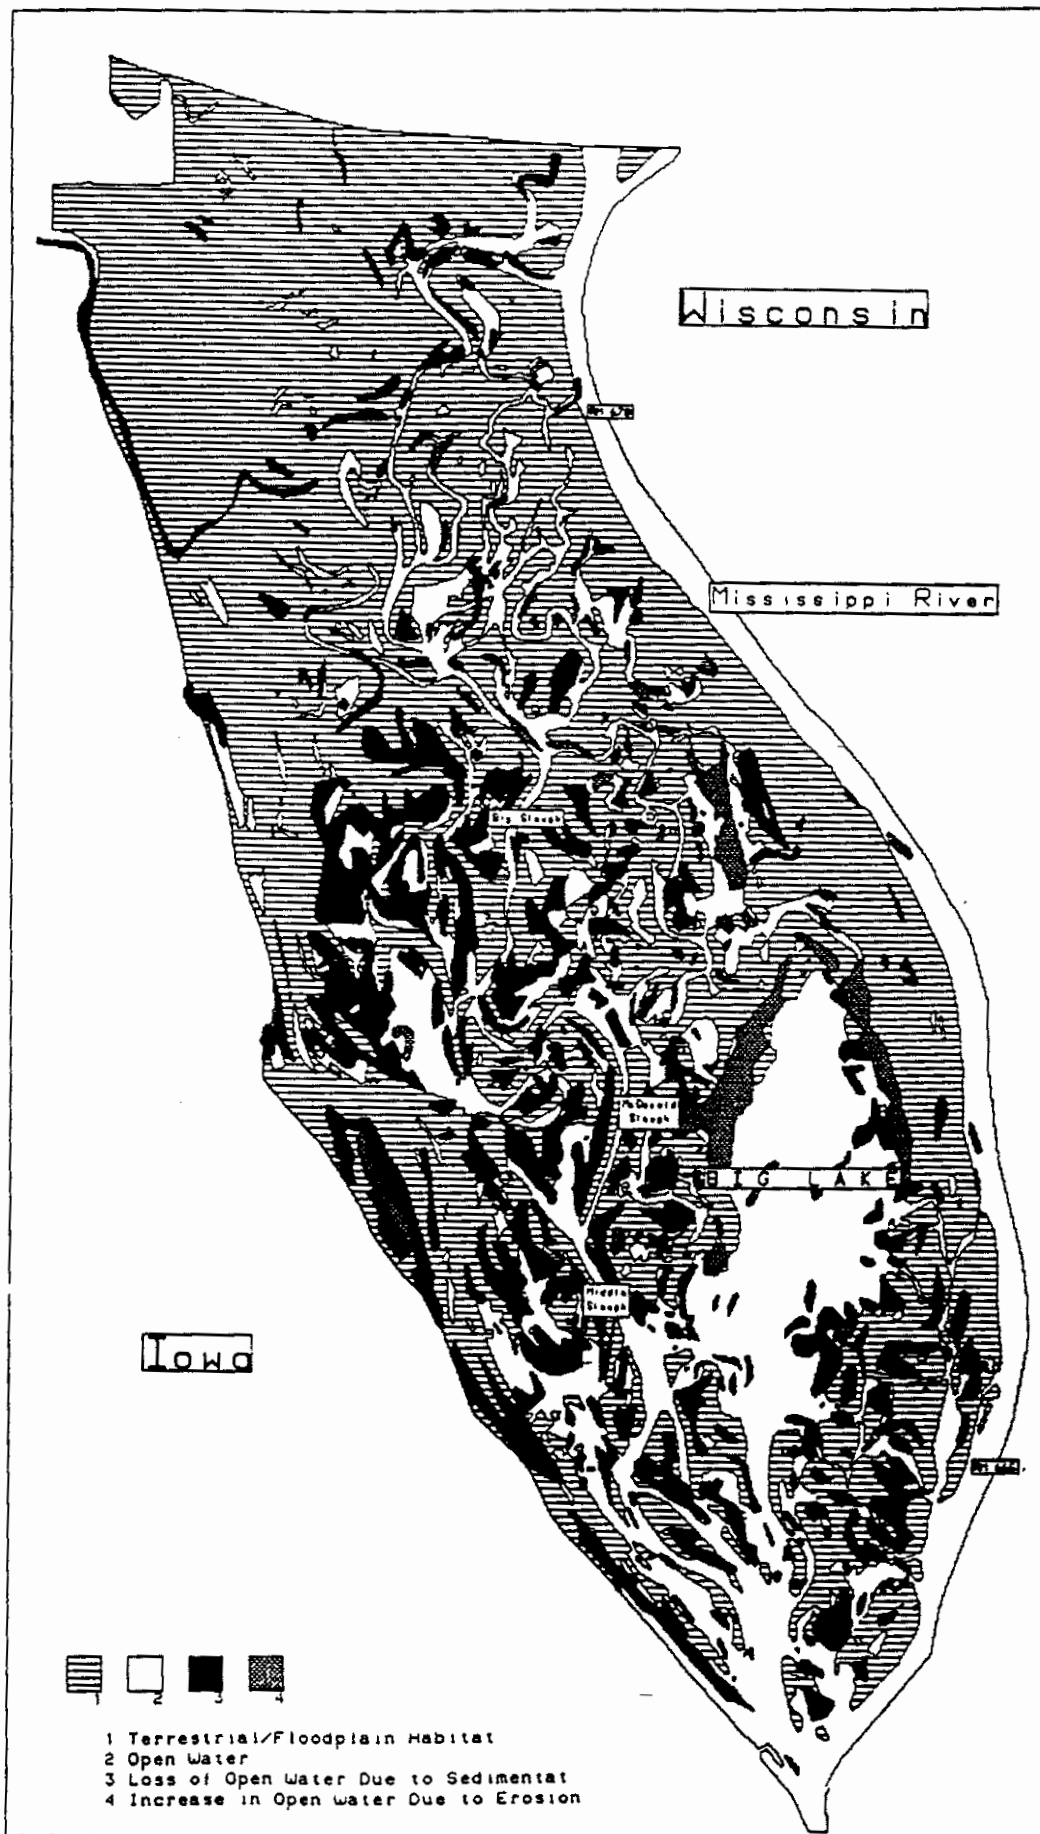 Wisconsin
Mississippi River
Big Slough
McDonald
Slough
BIG LAKE
Middle
Slough
Iowa
1 2 3 4
1 Terrestrial/Floodplain Habitat
2 Open Water
3 Loss of Open Water Due to Sedimentat
4 Increase in Open Water Due to Erosion